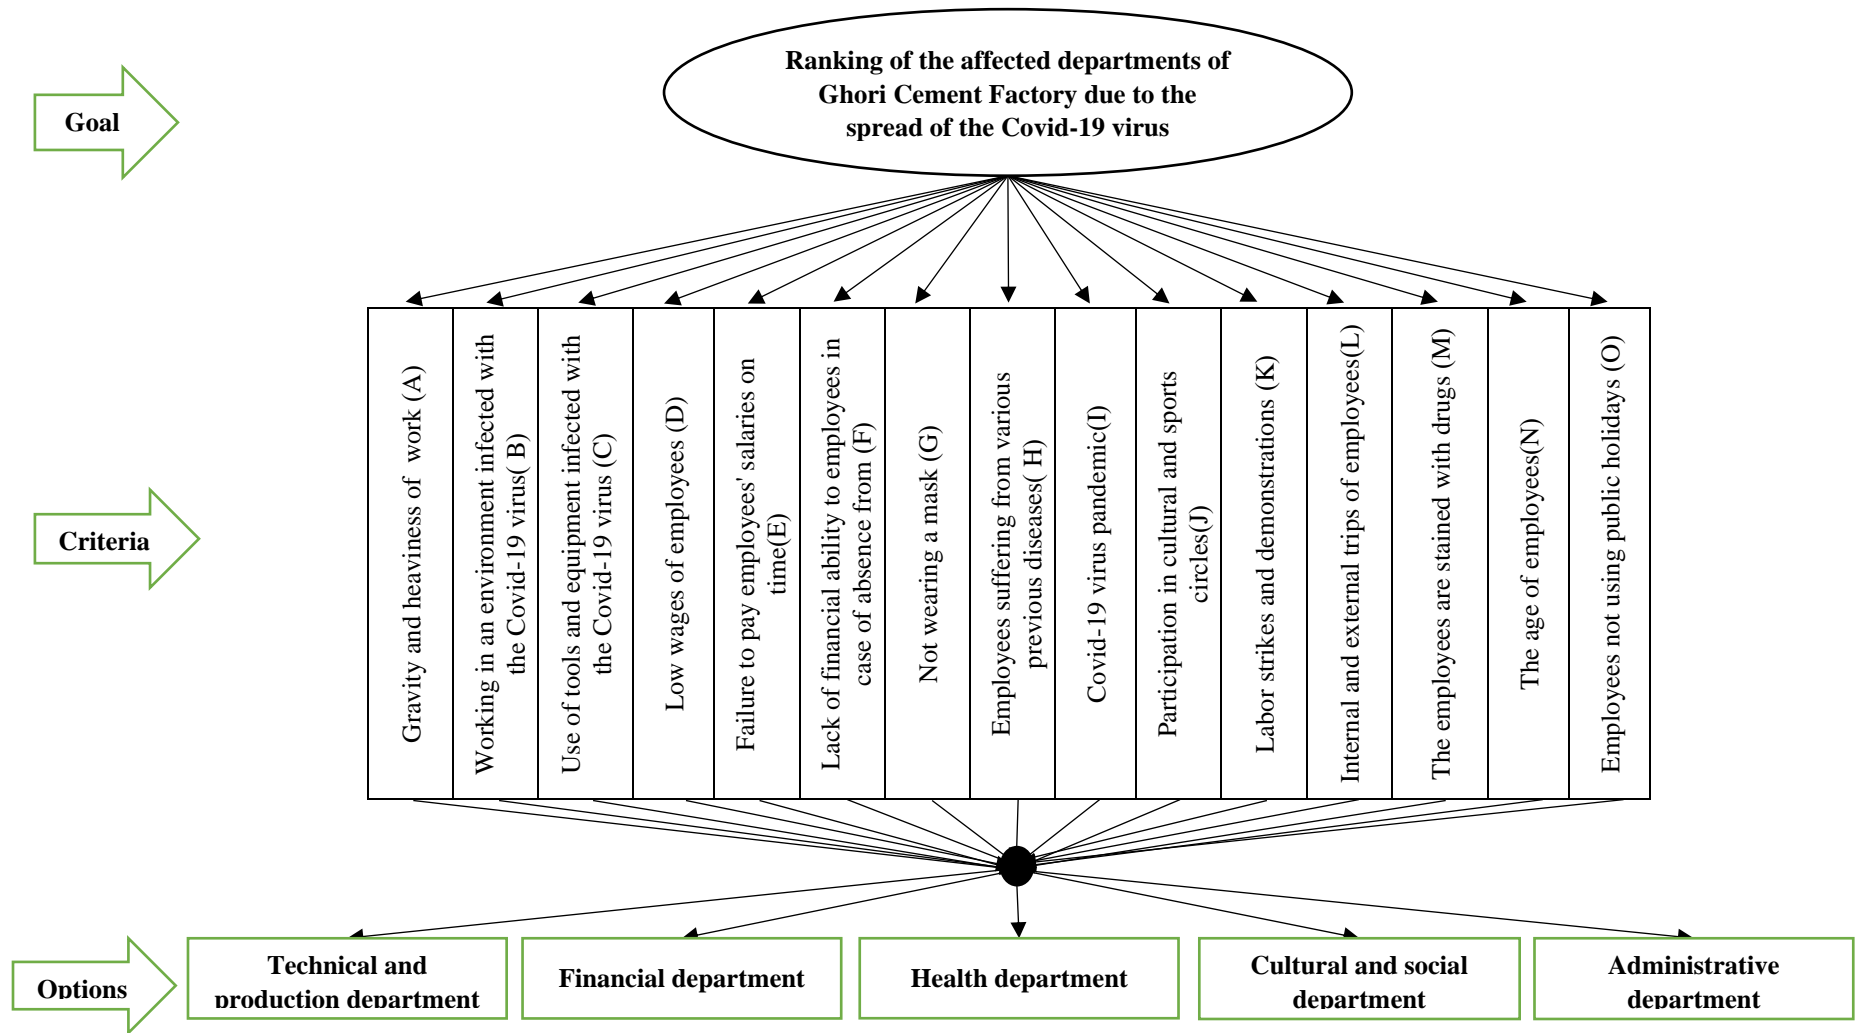 Ranking of the affected departments of
Ghori Cement Factory due to the
spread of the Covid-19 virus
Goal
Criteria
Gravity and heaviness of work (A)
Working in an environment infected with
the Covid-19 virus( B)
Use of tools and equipment infected with
the Covid-19 virus (C)
Low wages of employees (D)
Failure to pay employees' salaries on
time(E)
Lack of financial ability to employees in
case of absence from (F)
Not wearing a mask (G)
Employees suffering from various
previous diseases( H)
Covid-19 virus pandemic(I)
Participation in cultural and sports
circles(J)
Labor strikes and demonstrations (K)
Internal and external trips of employees(L)
The employees are stained with drugs (M)
The age of employees(N)
Employees not using public holidays (O)
Options
Technical and
production department
Financial department
Health department
Cultural and social
department
Administrative
department